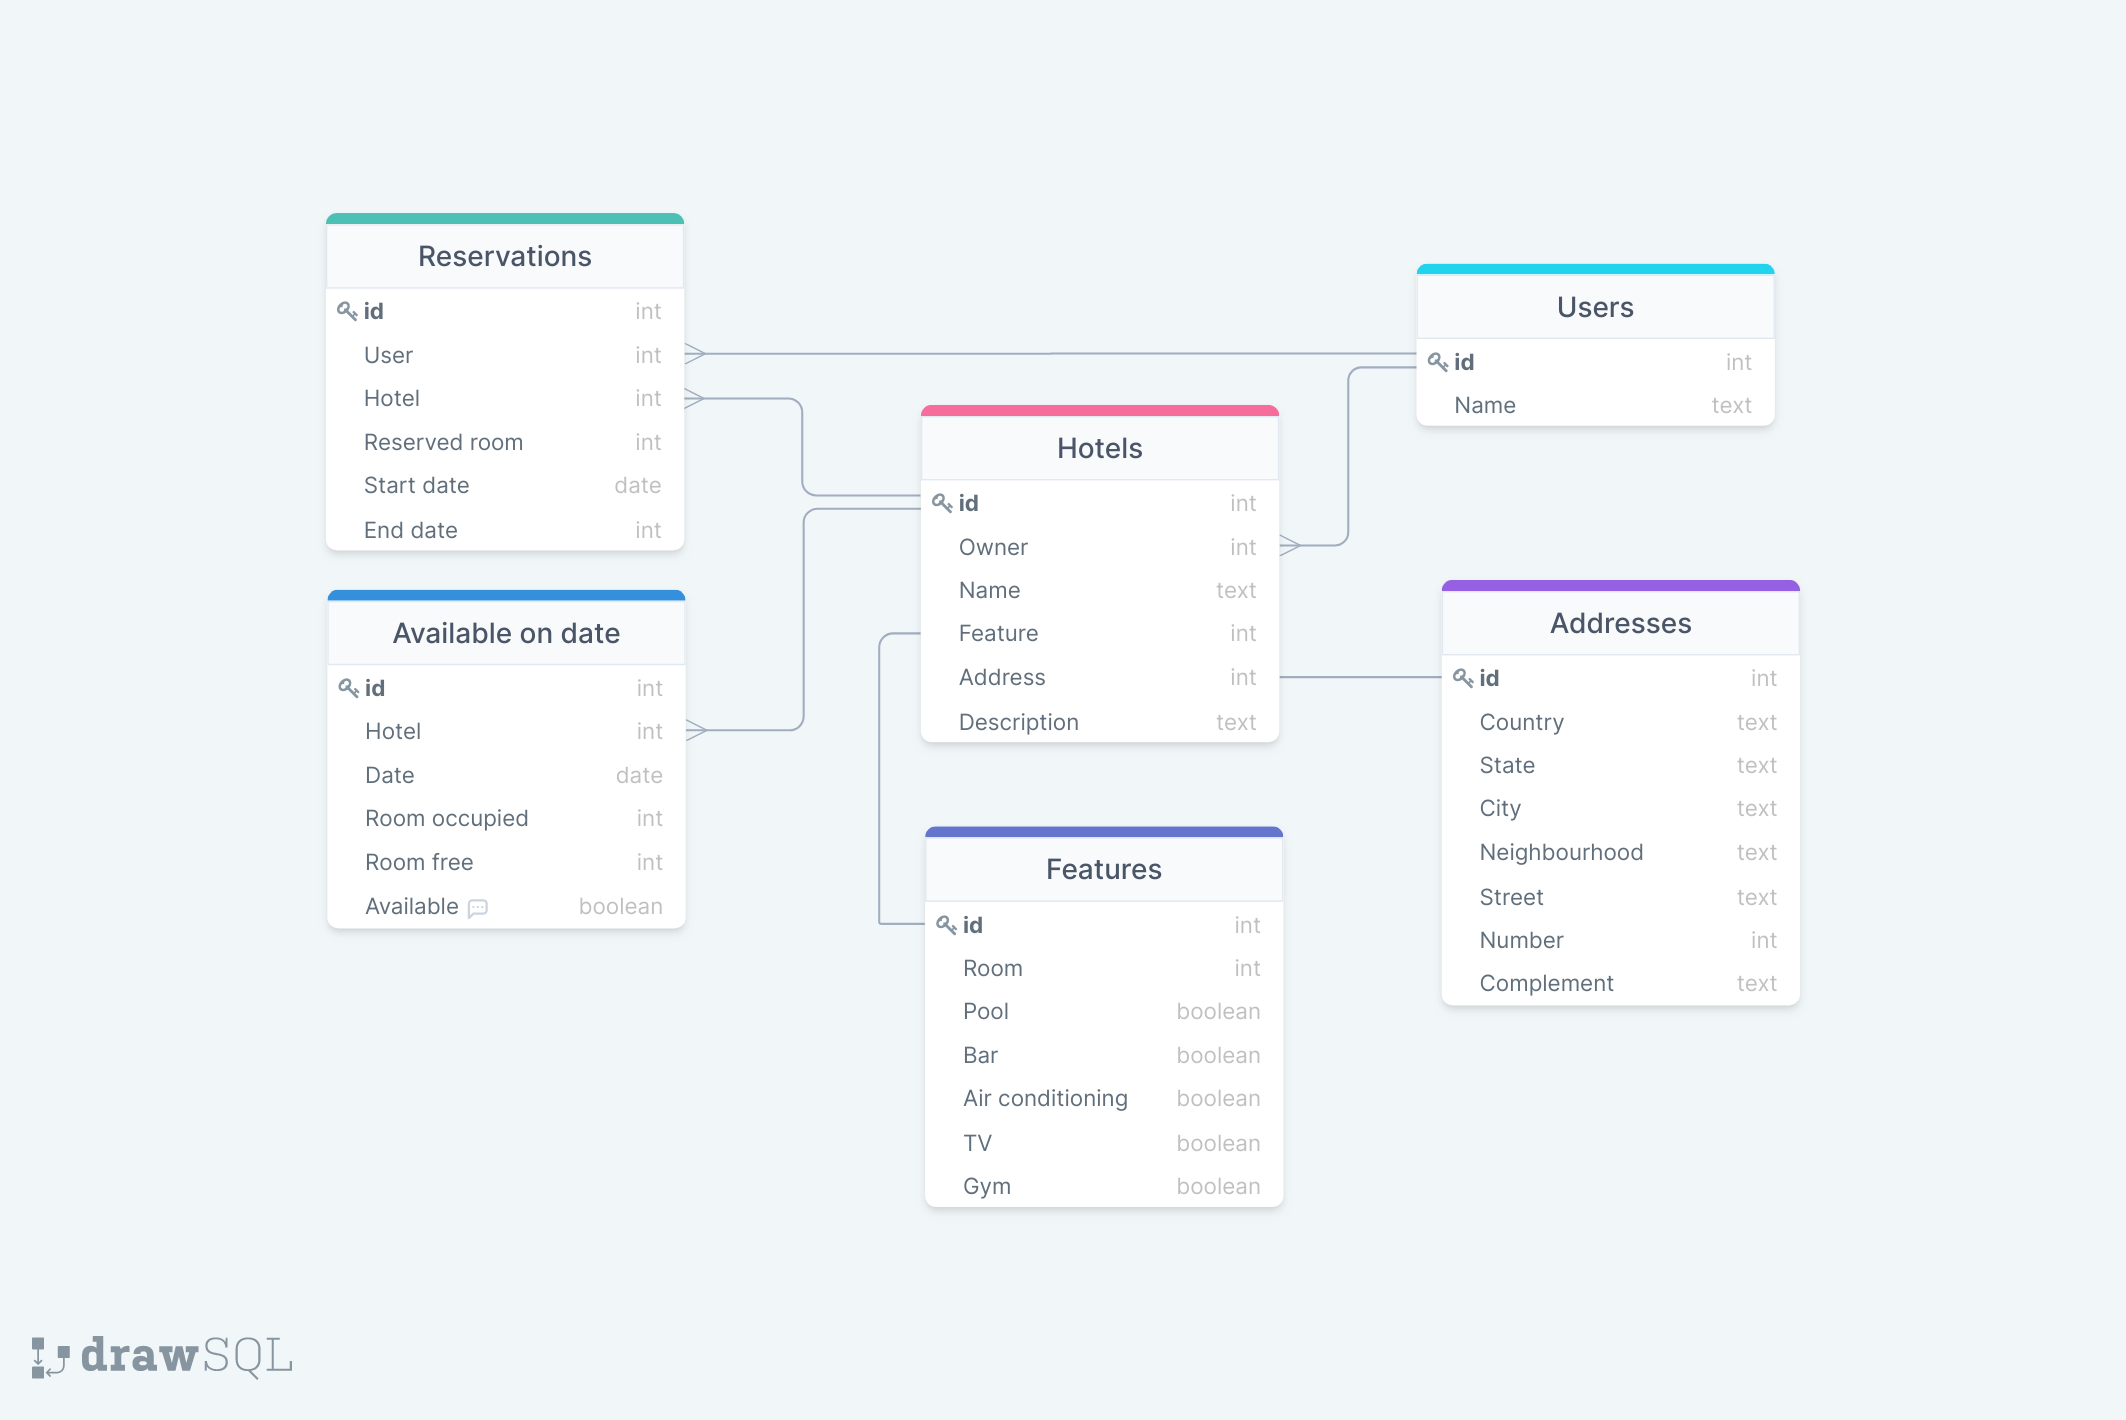 Reservations
id int
User int
Hotel int
Reserved room int
Start date date
End date int
Available on date
id int
Hotel int
Date date
Room occupied int
Room free int
Available boolean
Hotels
id int
Owner int
Name text
Feature int
Address int
Description text
Features
id int
Room int
Pool boolean
Bar boolean
Air conditioning boolean
TV boolean
Gym boolean
Users
id int
Name text
Addresses
id int
Country text
State text
City text
Neighbourhood text
Street text
Number int
Complement text
drawSQL